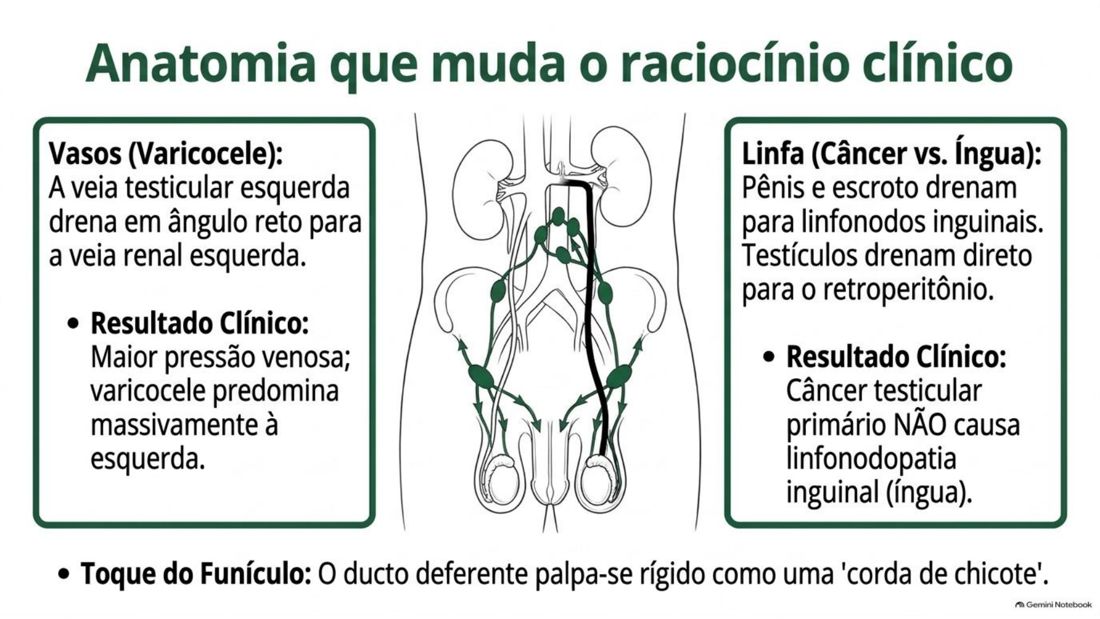 Anatomia que muda o raciocínio clínico
Vasos (Varicocele):
A veia testicular esquerda
drena em ângulo reto para
a veia renal esquerda.
• Resultado Clínico:
Maior pressão venosa;
varicocele predomina
massivamente à
esquerda.
Linfa (Câncer vs. Íngua):
Pênis e escroto drenam
para linfonodos inguinais.
Testículos drenam direto
para o retroperitônio.
• Resultado Clínico:
Câncer testicular
primário NÃO causa
linfonodopatia
inguinal (íngua).
• Toque do Funículo: O ducto deferente palpa-se rígido como uma 'corda de chicote'.
Gemini Notebook